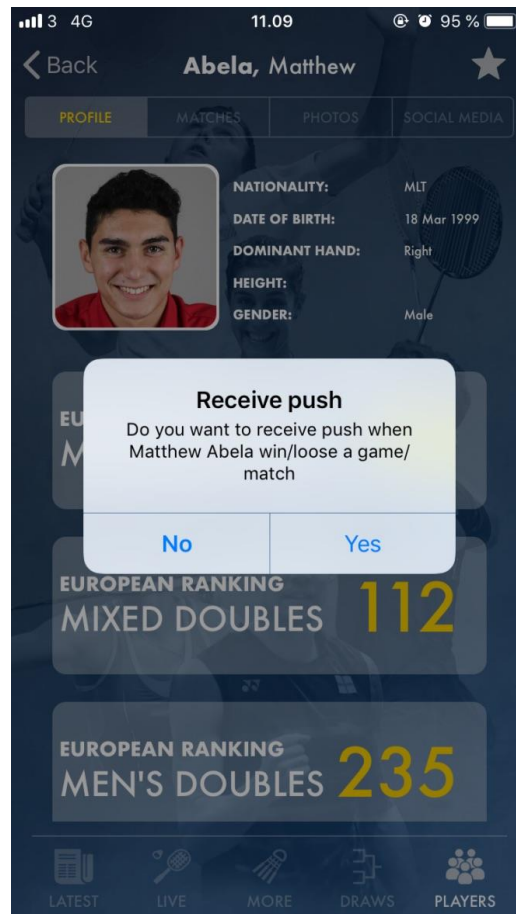 3 4G 11.09 95 %
Back Abela, Matthew
PROFILE MATCHES PHOTOS SOCIAL MEDIA
NATIONALITY: MLT
DATE OF BIRTH: 18 Mar 1999
DOMINANT HAND: Right
HEIGHT:
GENDER: Male
EU
M
Receive push
Do you want to receive push when
Matthew Abela win/loose a game/
match
No Yes
EUROPEAN RANKING
MIXED DOUBLES 112
EUROPEAN RANKING
MEN'S DOUBLES 235
LATEST LIVE MORE DRAWS PLAYERS